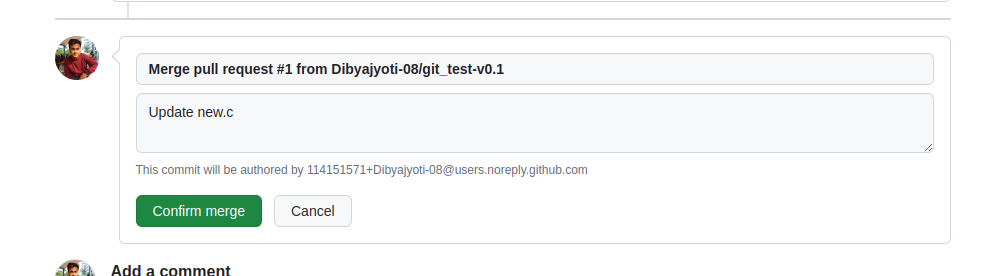 Merge pull request #1 from Dibyajyoti-08/git_test-v0.1
Update new.c
This commit will be authored by 114151571+Dibyajyoti-08@users.noreply.github.com
Confirm merge
Cancel
Add a comment